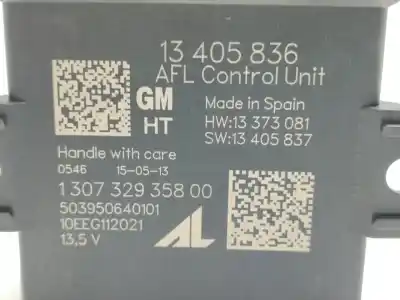 13 405 836
AFL Control Unit
GM
HT
Made in Spain
HW:13 373 081
SW:13 405 837
Handle with care
0546 15-05-13
1 307 329 358 00
503950640101
10EEG112021
13,5 V
AL